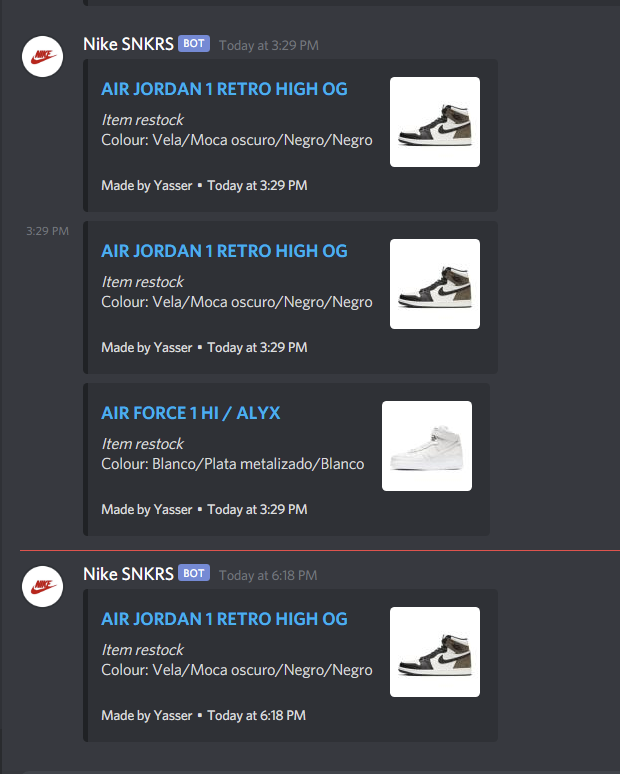 NIKE
Nike SNKRS BOT Today at 3:29 PM
AIR JORDAN 1 RETRO HIGH OG
Item restock
Colour: Vela/Moca oscuro/Negro/Negro
Made by Yasser • Today at 3:29 PM
3:29 PM
AIR JORDAN 1 RETRO HIGH OG
Item restock
Colour: Vela/Moca oscuro/Negro/Negro
Made by Yasser • Today at 3:29 PM
AIR FORCE 1 HI / ALYX
Item restock
Colour: Blanco/Plata metalizado/Blanco
Made by Yasser • Today at 3:29 PM
NIKE
Nike SNKRS BOT Today at 6:18 PM
AIR JORDAN 1 RETRO HIGH OG
Item restock
Colour: Vela/Moca oscuro/Negro/Negro
Made by Yasser • Today at 6:18 PM